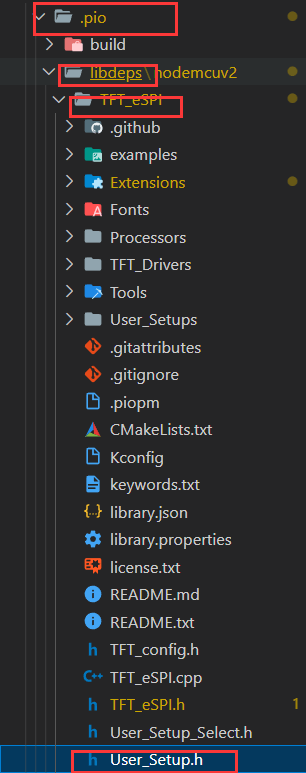 .pio
build
libdeps\nodemcuv2
TFT_eSPI
.github
examples
Extensions
Fonts
Processors
TFT_Drivers
Tools
User_Setups
.gitattributes
.gitignore
.piopm
CMakeLists.txt
Kconfig
keywords.txt
library.json
library.properties
license.txt
README.md
README.txt
TFT_config.h
TFT_eSPI.cpp
TFT_eSPI.h 1
User_Setup_Select.h
User_Setup.h